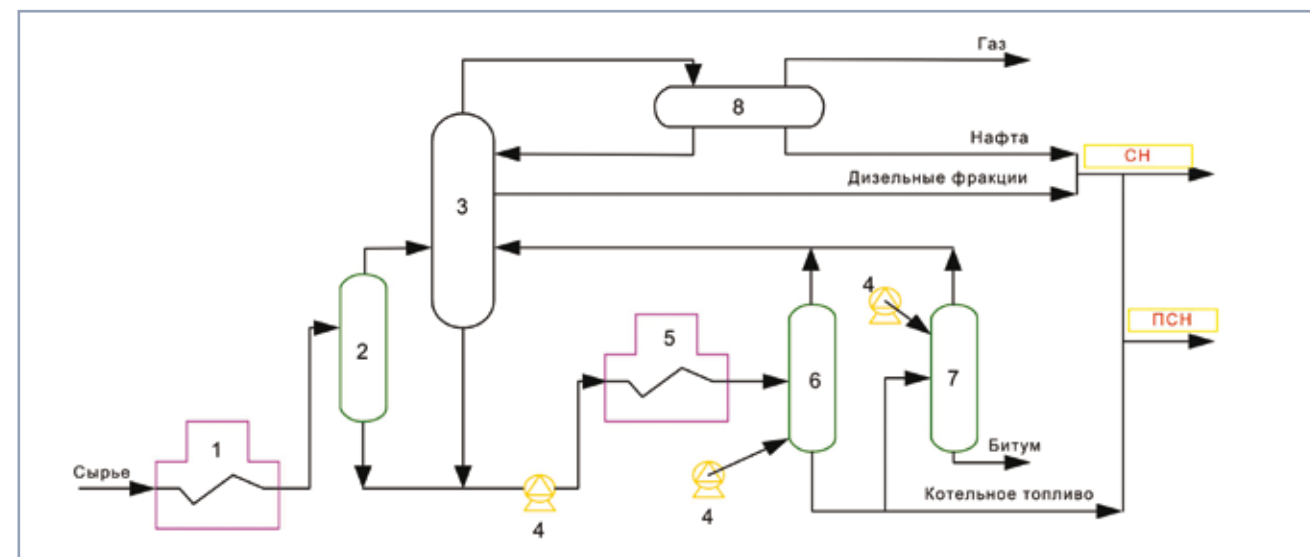 Газ
8
Нафта
СН
Дизельные фракции
3
4
5
ПСН
2
6
7
1
Битум
Сырье
Котельное топливо
4
4